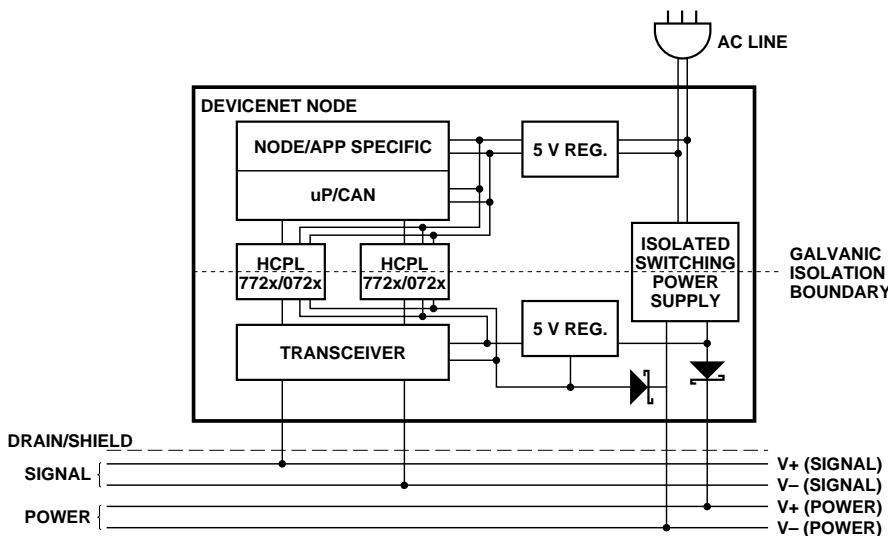 AC LINE
DEVICENET NODE
NODE/APP SPECIFIC
5 V REG.
uP/CAN
HCPL
772x/072x
HCPL
772x/072x
ISOLATED
SWITCHING
POWER
SUPPLY
GALVANIC
ISOLATION
BOUNDARY
TRANSCEIVER
5 V REG.
DRAIN/SHIELD
SIGNAL
V+ (SIGNAL)
V– (SIGNAL)
POWER
V+ (POWER)
V– (POWER)